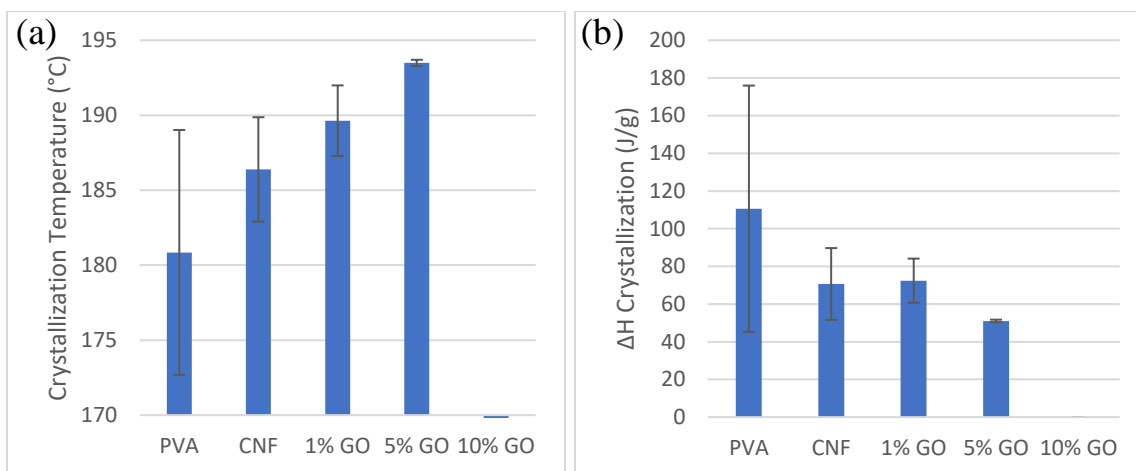 (a)
Crystallization Temperature (°C)
195
190
185
180
175
170
PVA CNF 1% GO 5% GO 10% GO
(b)
ΔH Crystallization (J/g)
200
180
160
140
120
100
80
60
40
20
0
PVA CNF 1% GO 5% GO 10% GO